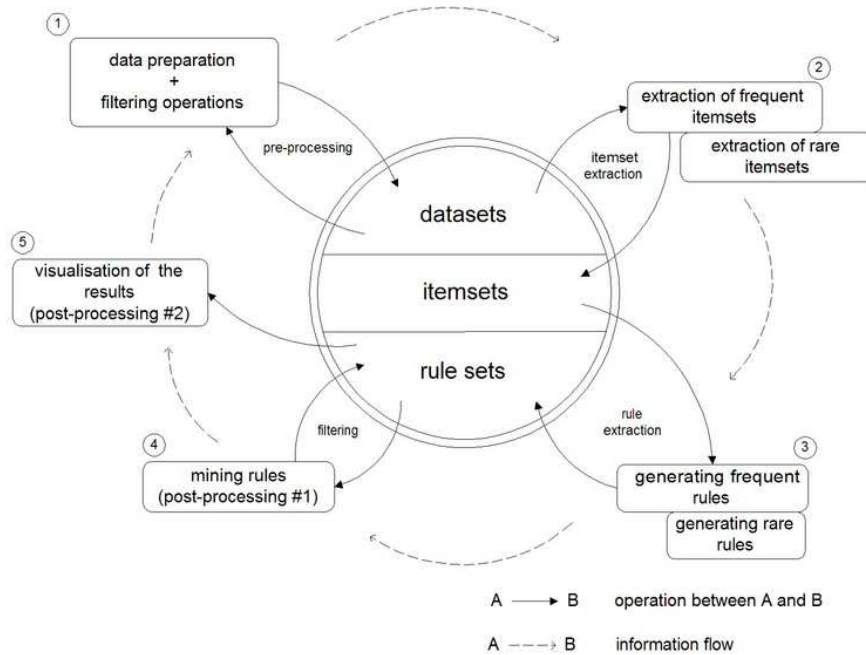 1
data preparation
+
filtering operations
pre-processing
2
extraction of frequent
itemsets
extraction of rare
itemsets
itemset
extraction
datasets
itemsets
rule sets
5
visualisation of the
results
(post-processing #2)
4
mining rules
(post-processing #1)
filtering
rule
extraction
3
generating frequent
rules
generating rare
rules
A B operation between A and B
A B information flow